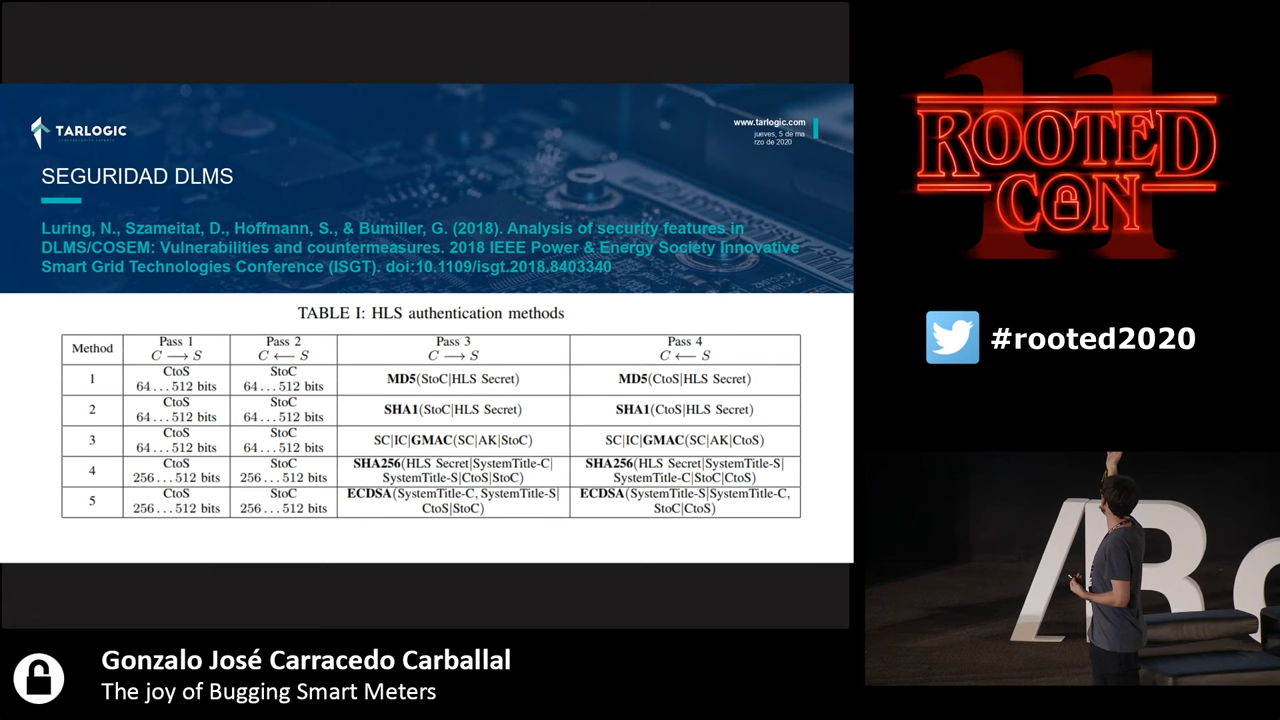 TARLOGIC
www.tarlogic.com
jueves, 5 de ma
rzo de 2020
SEGURIDAD DLMS
Luring, N., Szameitat, D., Hoffmann, S., & Bumiller, G. (2018). Analysis of security features in
DLMS/COSEM: Vulnerabilities and countermeasures. 2018 IEEE Power & Energy Society Innovative
Smart Grid Technologies Conference (ISGT). doi:10.1109/isgt.2018.8403340
TABLE I: HLS authentication methods
Method | Pass 1 C ⟶ S | Pass 2 C ⟵ S | Pass 3 C ⟶ S | Pass 4 C ⟵ S
1 | CtoS 64...512 bits | StoC 64...512 bits | MD5(StoC|HLS Secret) | MD5(CtoS|HLS Secret)
2 | CtoS 64...512 bits | StoC 64...512 bits | SHA1(StoC|HLS Secret) | SHA1(CtoS|HLS Secret)
3 | CtoS 64...512 bits | StoC 64...512 bits | SC|IC|GMAC(SC|AK|StoC) | SC|IC|GMAC(SC|AK|CtoS)
4 | CtoS 256...512 bits | StoC 256...512 bits | SHA256(HLS Secret|SystemTitle-C| SystemTitle-S|CtoS|StoC) | SHA256(HLS Secret|SystemTitle-S| SystemTitle-C|StoC|CtoS)
5 | CtoS 256...512 bits | StoC 256...512 bits | ECDSA(SystemTitle-C, SystemTitle-S| CtoS|StoC) | ECDSA(SystemTitle-S|SystemTitle-C, StoC|CtoS)
11
ROOTED
CON
#rooted2020
Gonzalo José Carracedo Carballal
The joy of Bugging Smart Meters